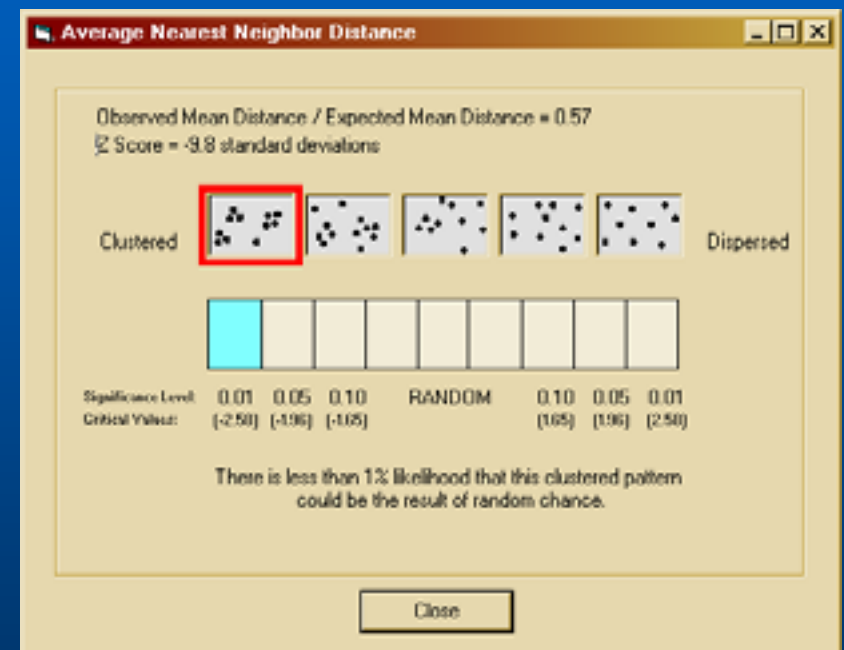 Average Nearest Neighbor Distance
Observed Mean Distance / Expected Mean Distance = 0.57
Z Score = -9.8 standard deviations
Clustered
Dispersed
Significance Level: 0.01 0.05 0.10 RANDOM 0.10 0.05 0.01
Critical Values: (-2.58) (-1.96) (-1.65) (1.65) (1.96) (2.58)
There is less than 1% likelihood that this clustered pattern
could be the result of random chance.
Close